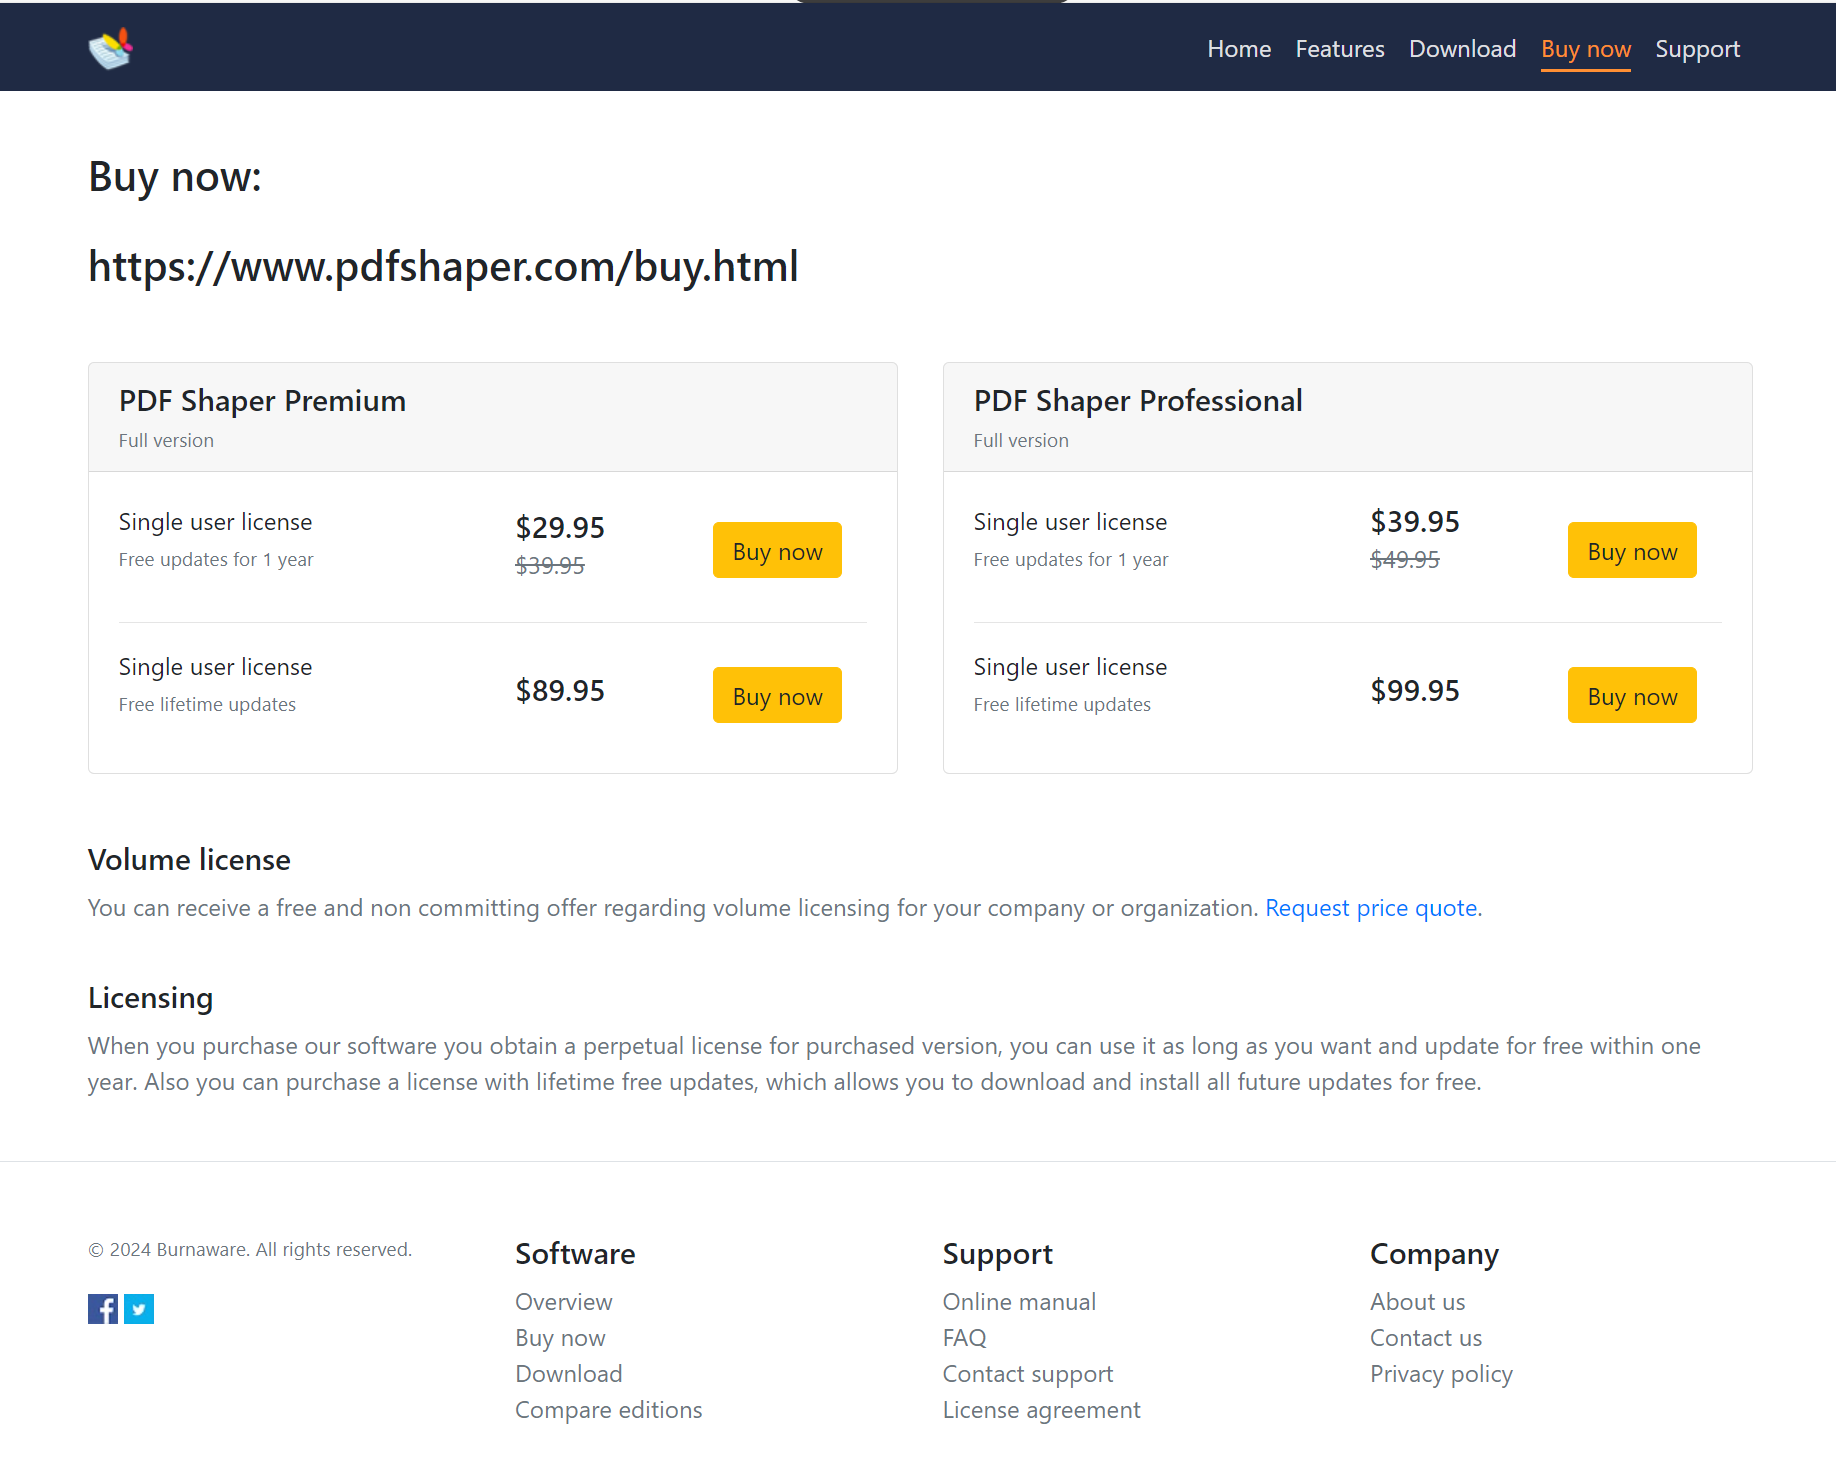 Home Features Download Buy now Support
Buy now:
https://www.pdfshaper.com/buy.html
PDF Shaper Premium
Full version
Single user license
Free updates for 1 year
$29.95
$39.95
Buy now
Single user license
Free lifetime updates
$89.95
Buy now
PDF Shaper Professional
Full version
Single user license
Free updates for 1 year
$39.95
$49.95
Buy now
Single user license
Free lifetime updates
$99.95
Buy now
Volume license
You can receive a free and non committing offer regarding volume licensing for your company or organization. Request price quote.
Licensing
When you purchase our software you obtain a perpetual license for purchased version, you can use it as long as you want and update for free within one
year. Also you can purchase a license with lifetime free updates, which allows you to download and install all future updates for free.
© 2024 Burnaware. All rights reserved.
Software
Overview
Buy now
Download
Compare editions
Support
Online manual
FAQ
Contact support
License agreement
Company
About us
Contact us
Privacy policy